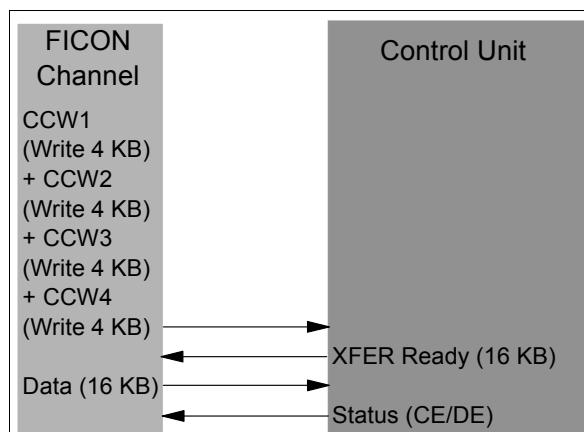 FICON
Channel
Control Unit
CCW1
(Write 4 KB)
+ CCW2
(Write 4 KB)
+ CCW3
(Write 4 KB)
+ CCW4
(Write 4 KB)
XFER Ready (16 KB)
Data (16 KB)
Status (CE/DE)